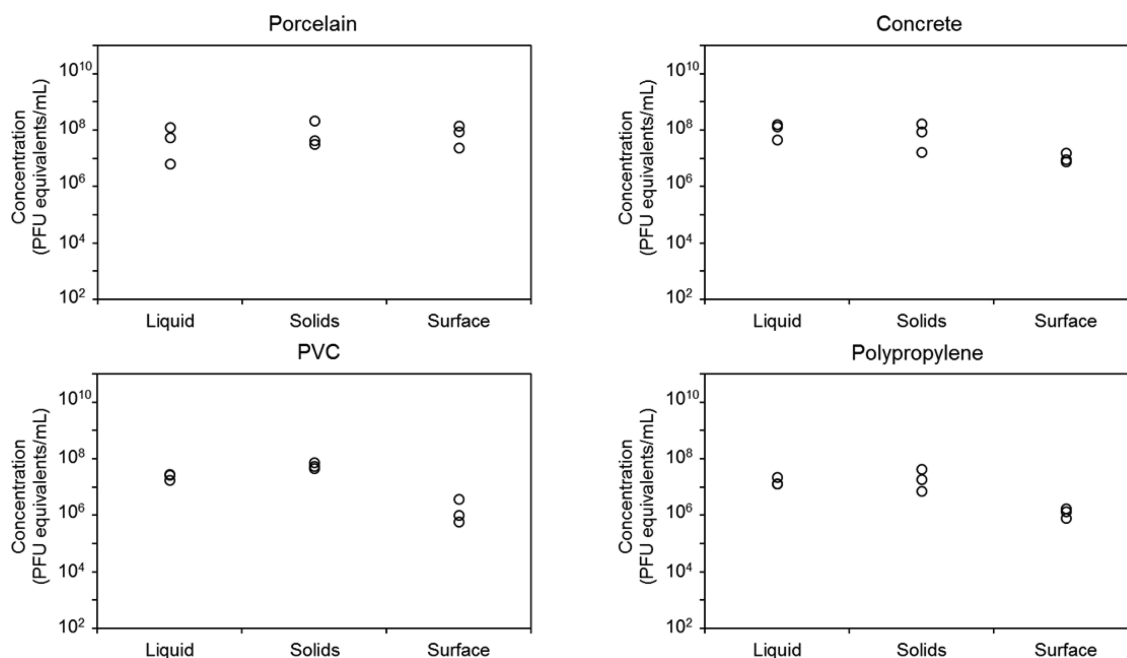 Porcelain
Concentration
(PFU equivalents/mL)
10¹⁰
10⁸
10⁶
10⁴
10²
Liquid Solids Surface
Concrete
Concentration
(PFU equivalents/mL)
10¹⁰
10⁸
10⁶
10⁴
10²
Liquid Solids Surface
PVC
Concentration
(PFU equivalents/mL)
10¹⁰
10⁸
10⁶
10⁴
10²
Liquid Solids Surface
Polypropylene
Concentration
(PFU equivalents/mL)
10¹⁰
10⁸
10⁶
10⁴
10²
Liquid Solids Surface